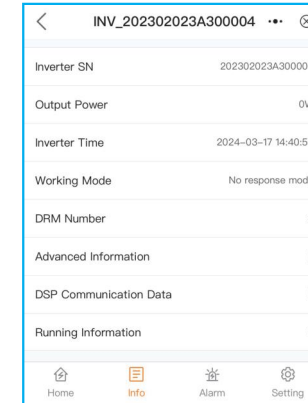 INV_202302023A300004
Inverter SN 202302023A30000
Output Power 0W
Inverter Time 2024-03-17 14:40:5
Working Mode No response mod
DRM Number
Advanced Information
DSP Communication Data
Running Information
Home Info Alarm Setting